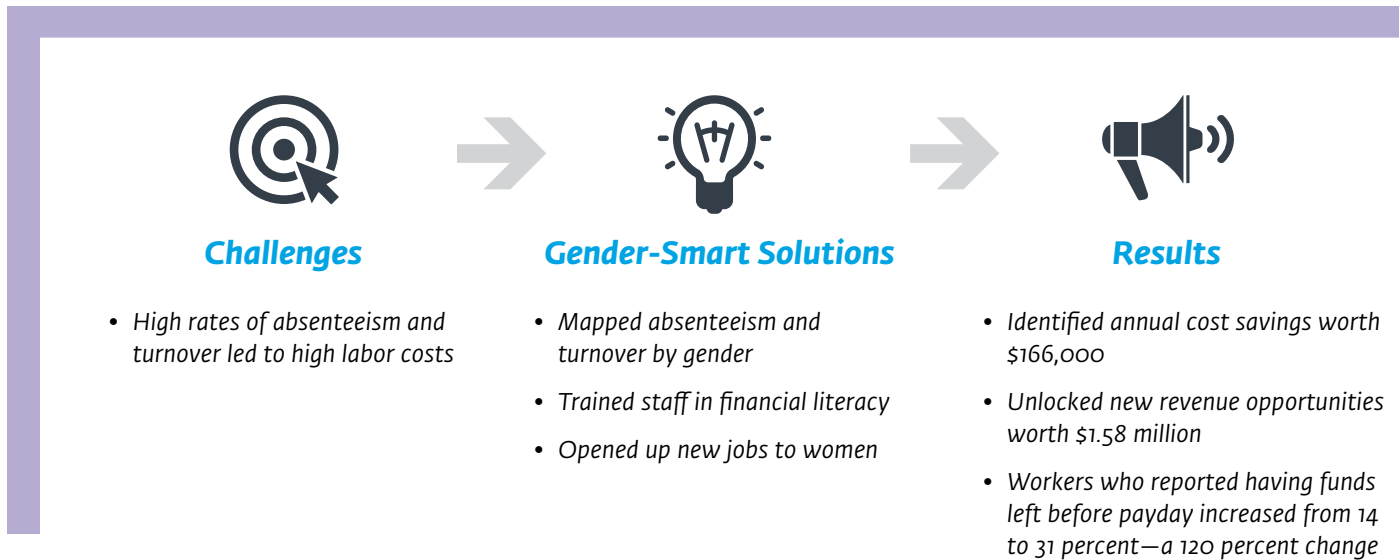 Challenges
• High rates of absenteeism and
turnover led to high labor costs
Gender-Smart Solutions
• Mapped absenteeism and
turnover by gender
• Trained staff in financial literacy
• Opened up new jobs to women
Results
• Identified annual cost savings worth
$166,000
• Unlocked new revenue opportunities
worth $1.58 million
• Workers who reported having funds
left before payday increased from 14
to 31 percent—a 120 percent change